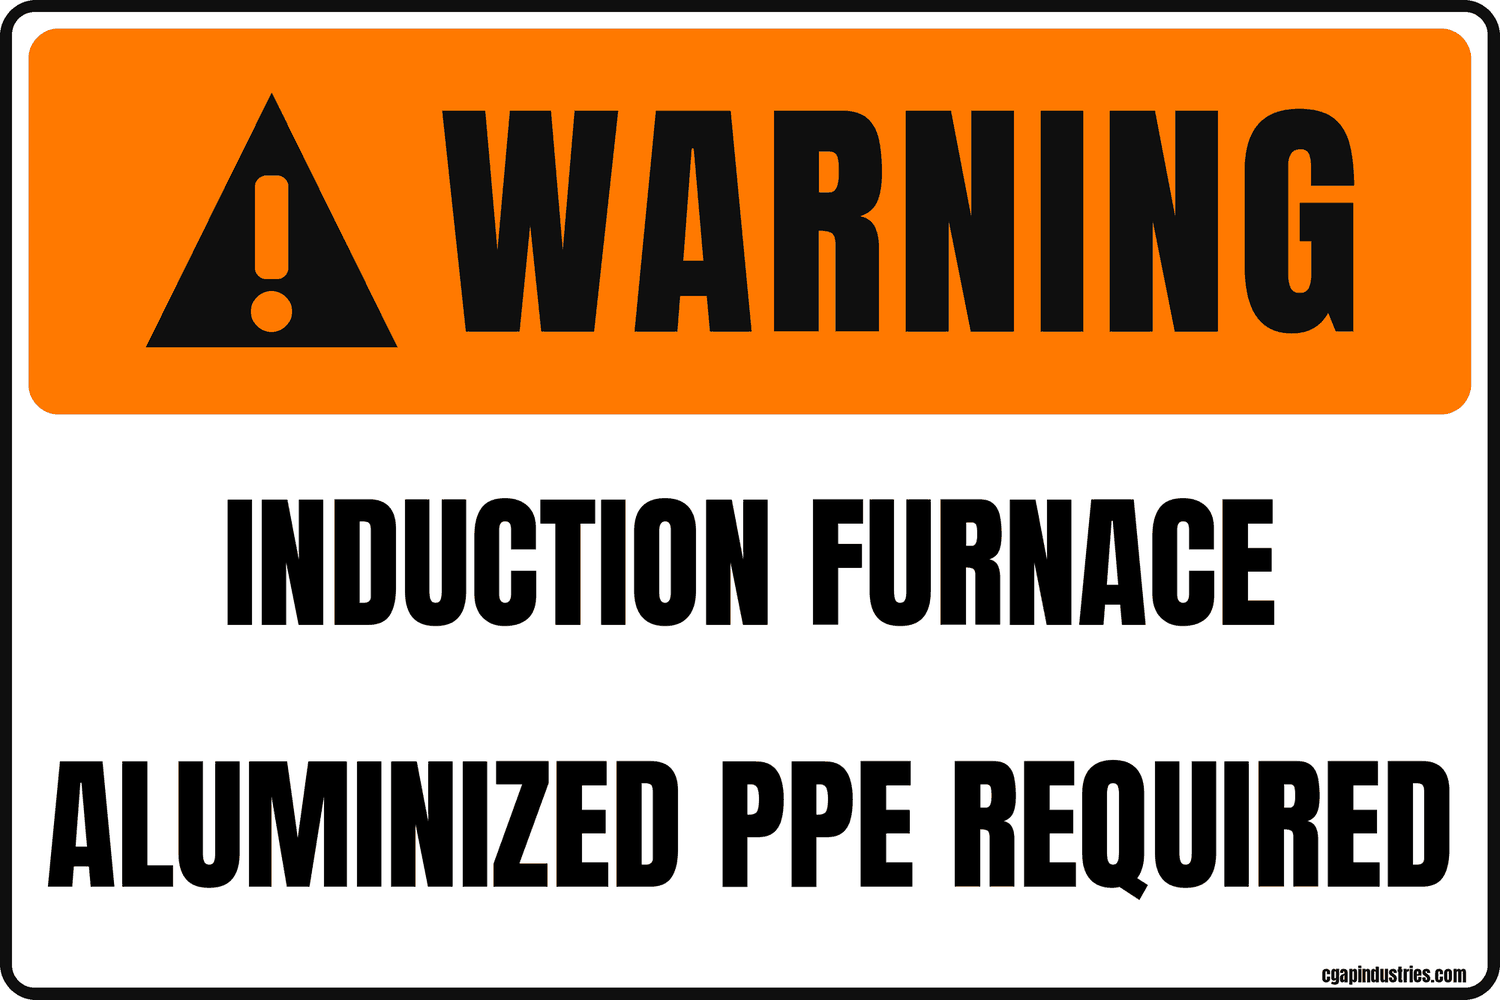 WARNING
INDUCTION FURNACE
ALUMINIZED PPE REQUIRED
cgapindustries.com